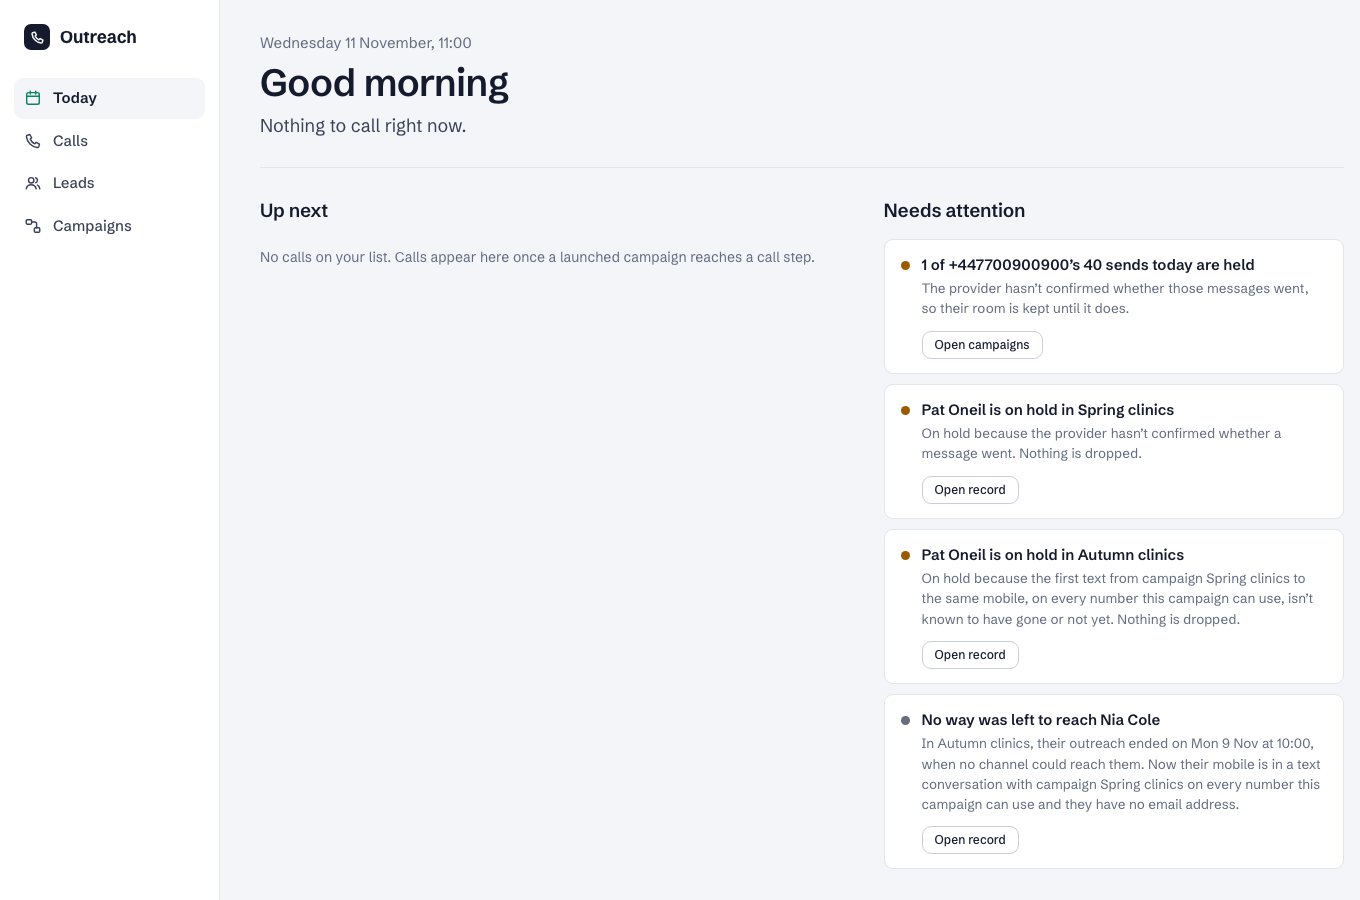 Outreach
Today
Calls
Leads
Campaigns
Wednesday 11 November, 11:00
Good morning
Nothing to call right now.
Up next
No calls on your list. Calls appear here once a launched campaign reaches a call step.
Needs attention
1 of +447700900900’s 40 sends today are held
The provider hasn’t confirmed whether those messages went,
so their room is kept until it does.
Open campaigns
Pat Oneil is on hold in Spring clinics
On hold because the provider hasn’t confirmed whether a
message went. Nothing is dropped.
Open record
Pat Oneil is on hold in Autumn clinics
On hold because the first text from campaign Spring clinics to
the same mobile, on every number this campaign can use, isn’t
known to have gone or not yet. Nothing is dropped.
Open record
No way was left to reach Nia Cole
In Autumn clinics, their outreach ended on Mon 9 Nov at 10:00,
when no channel could reach them. Now their mobile is in a text
conversation with campaign Spring clinics on every number this
campaign can use and they have no email address.
Open record